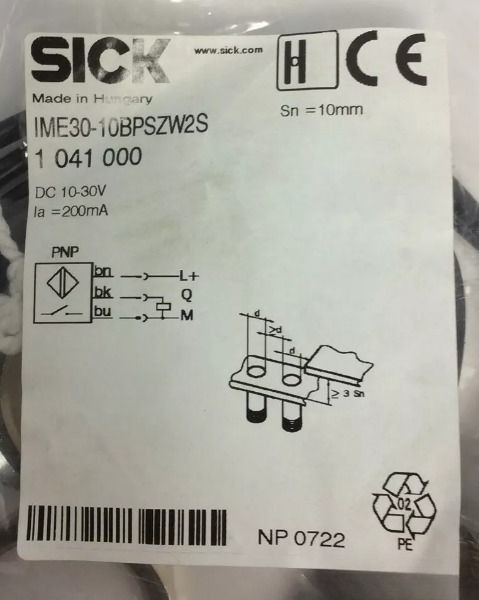 SICK
www.sick.com
H
CE
Made in Hungary
Sn =10mm
IME30-10BPSZW2S
1 041 000
DC 10-30V
Ia =200mA
PNP
bn L+
bk Q
bu M
d
≥d
d
≥ 3 Sn
NP 0722
02
PE